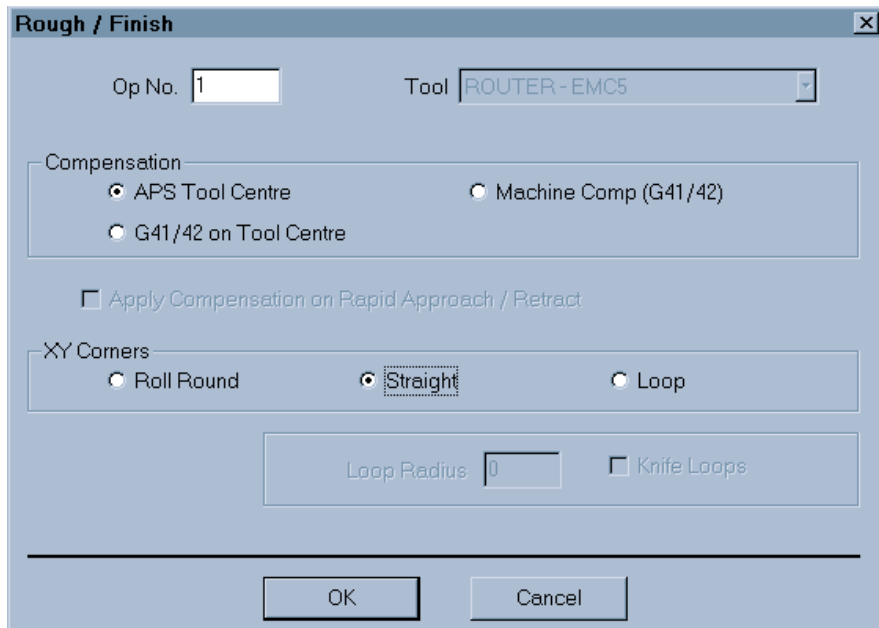 Rough / Finish
Op No. 1 Tool ROUTER - EMC5
Compensation
APS Tool Centre Machine Comp (G41/42)
G41/42 on Tool Centre
Apply Compensation on Rapid Approach / Retract
XY Corners
Roll Round Straight Loop
Loop Radius 0 Knife Loops
OK Cancel